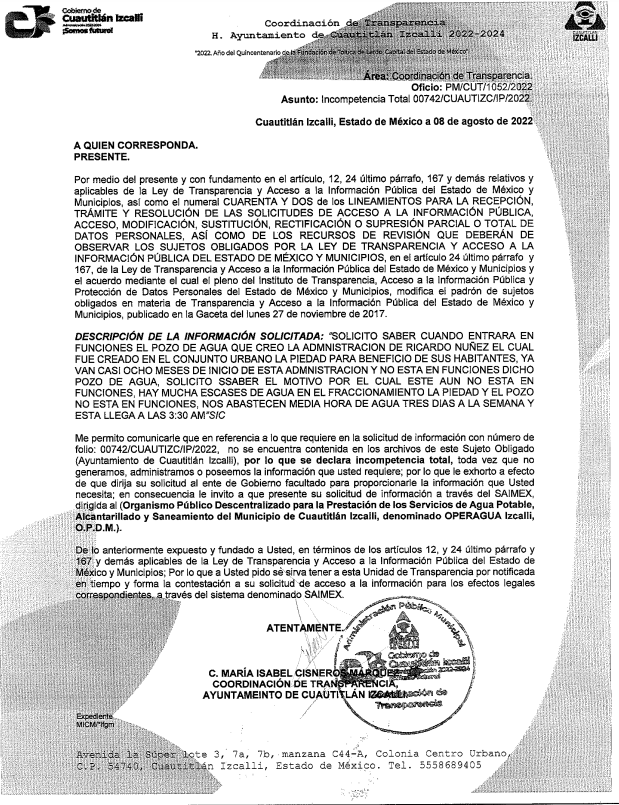 Gobierno de
Cuautitlán Izcalli
¡Somos futuro!
IZCALLI
Coordinación de Transparencia
H. Ayuntamiento de Cuautitlán Izcalli 2022-2024
"2022. Año del Quincentenario de la Fundación de Toluca de Lerdo, Capital del Estado de México"
Área: Coordinación de Transparencia.
Oficio: PM/CUT/1052/2022
Asunto: Incompetencia Total 00742/CUAUTIZC/IP/2022.
Cuautitlán Izcalli, Estado de México a 08 de agosto de 2022
A QUIEN CORRESPONDA.
PRESENTE.
Por medio del presente y con fundamento en el artículo, 12, 24 último párrafo, 167 y demás relativos y
aplicables de la Ley de Transparencia y Acceso a la Información Pública del Estado de México y
Municipios, así como el numeral CUARENTA Y DOS de los LINEAMIENTOS PARA LA RECEPCIÓN,
TRÁMITE Y RESOLUCIÓN DE LAS SOLICITUDES DE ACCESO A LA INFORMACIÓN PÚBLICA,
ACCESO, MODIFICACIÓN, SUSTITUCIÓN, RECTIFICACIÓN O SUPRESIÓN PARCIAL O TOTAL DE
DATOS PERSONALES, ASÍ COMO DE LOS RECURSOS DE REVISIÓN QUE DEBERÁN DE
OBSERVAR LOS SUJETOS OBLIGADOS POR LA LEY DE TRANSPARENCIA Y ACCESO A LA
INFORMACIÓN PÚBLICA DEL ESTADO DE MÉXICO Y MUNICIPIOS, en el artículo 24 último párrafo y
167, de la Ley de Transparencia y Acceso a la Información Pública del Estado de México y Municipios y
el acuerdo mediante el cual el pleno del Instituto de Transparencia, Acceso a la Información Pública y
Protección de Datos Personales del Estado de México y Municipios, modifica el padrón de sujetos
obligados en materia de Transparencia y Acceso a la Información Pública del Estado de México y
Municipios, publicado en la Gaceta del lunes 27 de noviembre de 2017.
DESCRIPCIÓN DE LA INFORMACIÓN SOLICITADA: "SOLICITO SABER CUANDO ENTRARA EN
FUNCIONES EL POZO DE AGUA QUE CREO LA ADMNISTRACION DE RICARDO NUÑEZ EL CUAL
FUE CREADO EN EL CONJUNTO URBANO LA PIEDAD PARA BENEFICIO DE SUS HABITANTES, YA
VAN CASI OCHO MESES DE INICIO DE ESTA ADMNISTRACION Y NO ESTA EN FUNCIONES DICHO
POZO DE AGUA, SOLICITO SSABER EL MOTIVO POR EL CUAL ESTE AUN NO ESTA EN
FUNCIONES, HAY MUCHA ESCASES DE AGUA EN EL FRACCIONAMIENTO LA PIEDAD Y EL POZO
NO ESTA EN FUNCIONES, NOS ABASTECEN MEDIA HORA DE AGUA TRES DIAS A LA SEMANA Y
ESTA LLEGA A LAS 3:30 AM"SIC
Me permito comunicarle que en referencia a lo que requiere en la solicitud de información con número de
folio: 00742/CUAUTIZC/IP/2022, no se encuentra contenida en los archivos de este Sujeto Obligado
(Ayuntamiento de Cuautitlán Izcalli), por lo que se declara incompetencia total, toda vez que no
generamos, administramos o poseemos la información que usted requiere; por lo que le exhorto a efecto
de que dirija su solicitud al ente de Gobierno facultado para proporcionarle la información que Usted
necesita; en consecuencia le invito a que presente su solicitud de información a través del SAIMEX,
dirigida al (Organismo Público Descentralizado para la Prestación de los Servicios de Agua Potable,
Alcantarillado y Saneamiento del Municipio de Cuautitlán Izcalli, denominado OPERAGUA Izcalli,
O.P.D.M.).
De lo anteriormente expuesto y fundado a Usted, en términos de los artículos 12, y 24 último párrafo y
167 y demás aplicables de la Ley de Transparencia y Acceso a la Información Pública del Estado de
México y Municipios; Por lo que a Usted pido se sirva tener a esta Unidad de Transparencia por notificada
en tiempo y forma la contestación a su solicitud de acceso a la información para los efectos legales
correspondientes, a través del sistema denominado SAIMEX.
ATENTAMENTE.
C. MARÍA ISABEL CISNEROS MÁRQUEZ
COORDINACIÓN DE TRANSPARENCIA,
AYUNTAMEINTO DE CUAUTITLÁN IZCALLI.
Administración Pública Municipal
Gobierno de
Cuautitlán Izcalli
2022-2024
Coordinación de
Transparencia
Expediente
MICM/*lfgm
Avenida la Súper lote 3, 7a, 7b, manzana C44-A, Colonia Centro Urbano,
C.P. 54740, Cuautitlán Izcalli, Estado de México. Tel. 5558689405